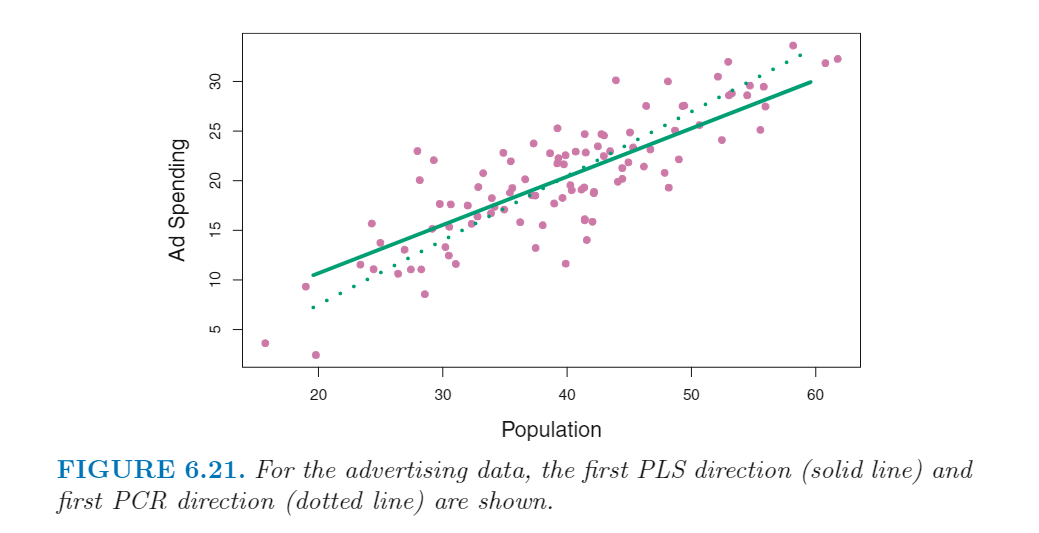 30
25
20
15
10
5
Ad Spending
20 30 40 50 60
Population
FIGURE 6.21. For the advertising data, the first PLS direction (solid line) and
first PCR direction (dotted line) are shown.